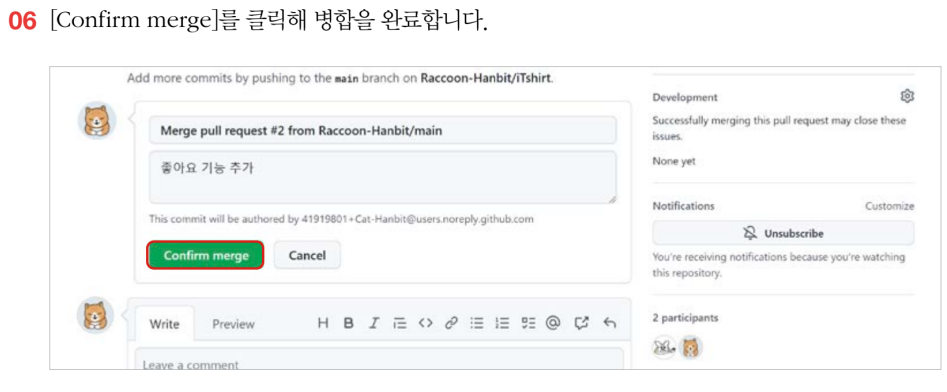 06 [Confirm merge]를 클릭해 병합을 완료합니다.
Add more commits by pushing to the main branch on Raccoon-Hanbit/iTshirt.
Merge pull request #2 from Raccoon-Hanbit/main
좋아요 기능 추가
This commit will be authored by 41919801+Cat-Hanbit@users.noreply.github.com
Confirm merge
Cancel
Write
Preview
Leave a comment
Development
Successfully merging this pull request may close these
issues.
None yet
Notifications
Customize
Unsubscribe
You're receiving notifications because you're watching
this repository.
2 participants